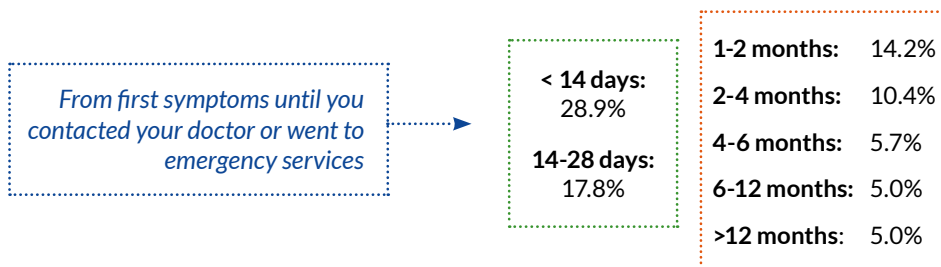 From first symptoms until you
contacted your doctor or went to
emergency services
< 14 days:
28.9%
14-28 days:
17.8%
1-2 months: 14.2%
2-4 months: 10.4%
4-6 months: 5.7%
6-12 months: 5.0%
>12 months: 5.0%